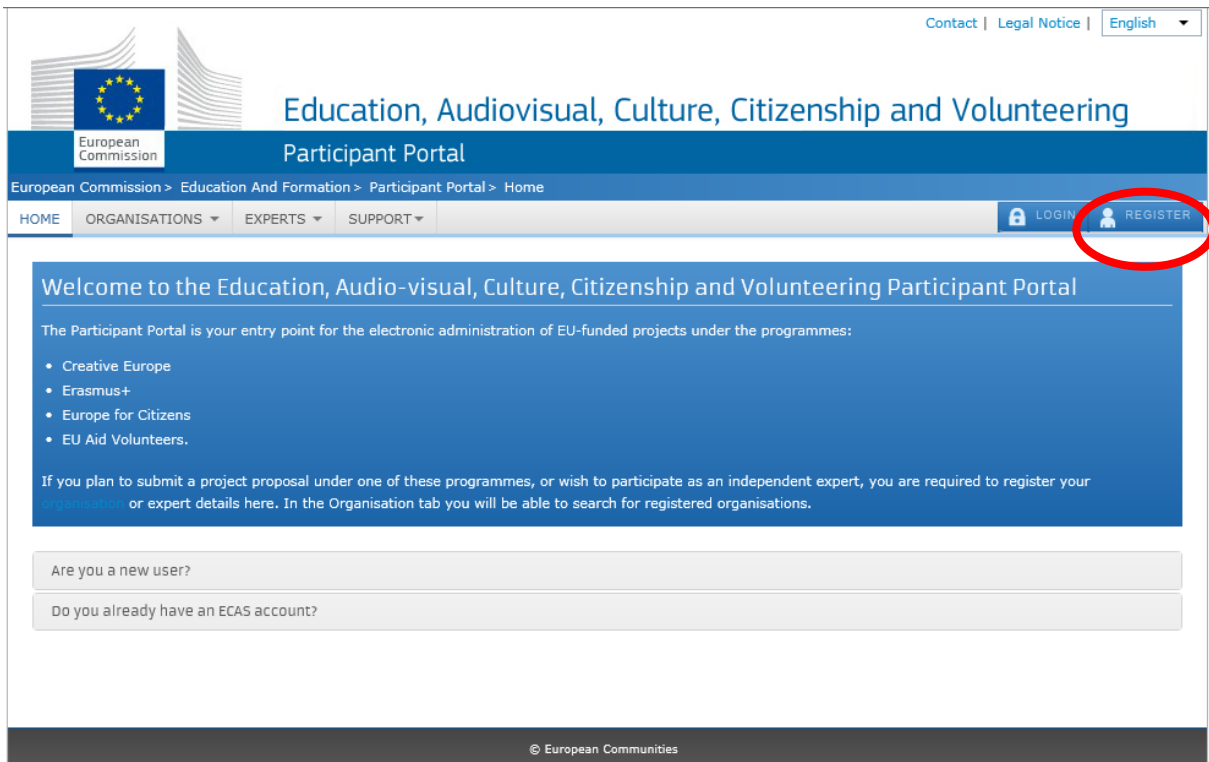 Contact | Legal Notice | English
Education, Audiovisual, Culture, Citizenship and Volunteering
European
Commission
Participant Portal
European Commission > Education And Formation > Participant Portal > Home
HOME ORGANISATIONS EXPERTS SUPPORT LOGIN REGISTER
Welcome to the Education, Audio-visual, Culture, Citizenship and Volunteering Participant Portal
The Participant Portal is your entry point for the electronic administration of EU-funded projects under the programmes:
• Creative Europe
• Erasmus+
• Europe for Citizens
• EU Aid Volunteers.
If you plan to submit a project proposal under one of these programmes, or wish to participate as an independent expert, you are required to register your
organisation or expert details here. In the Organisation tab you will be able to search for registered organisations.
Are you a new user?
Do you already have an ECAS account?
© European Communities